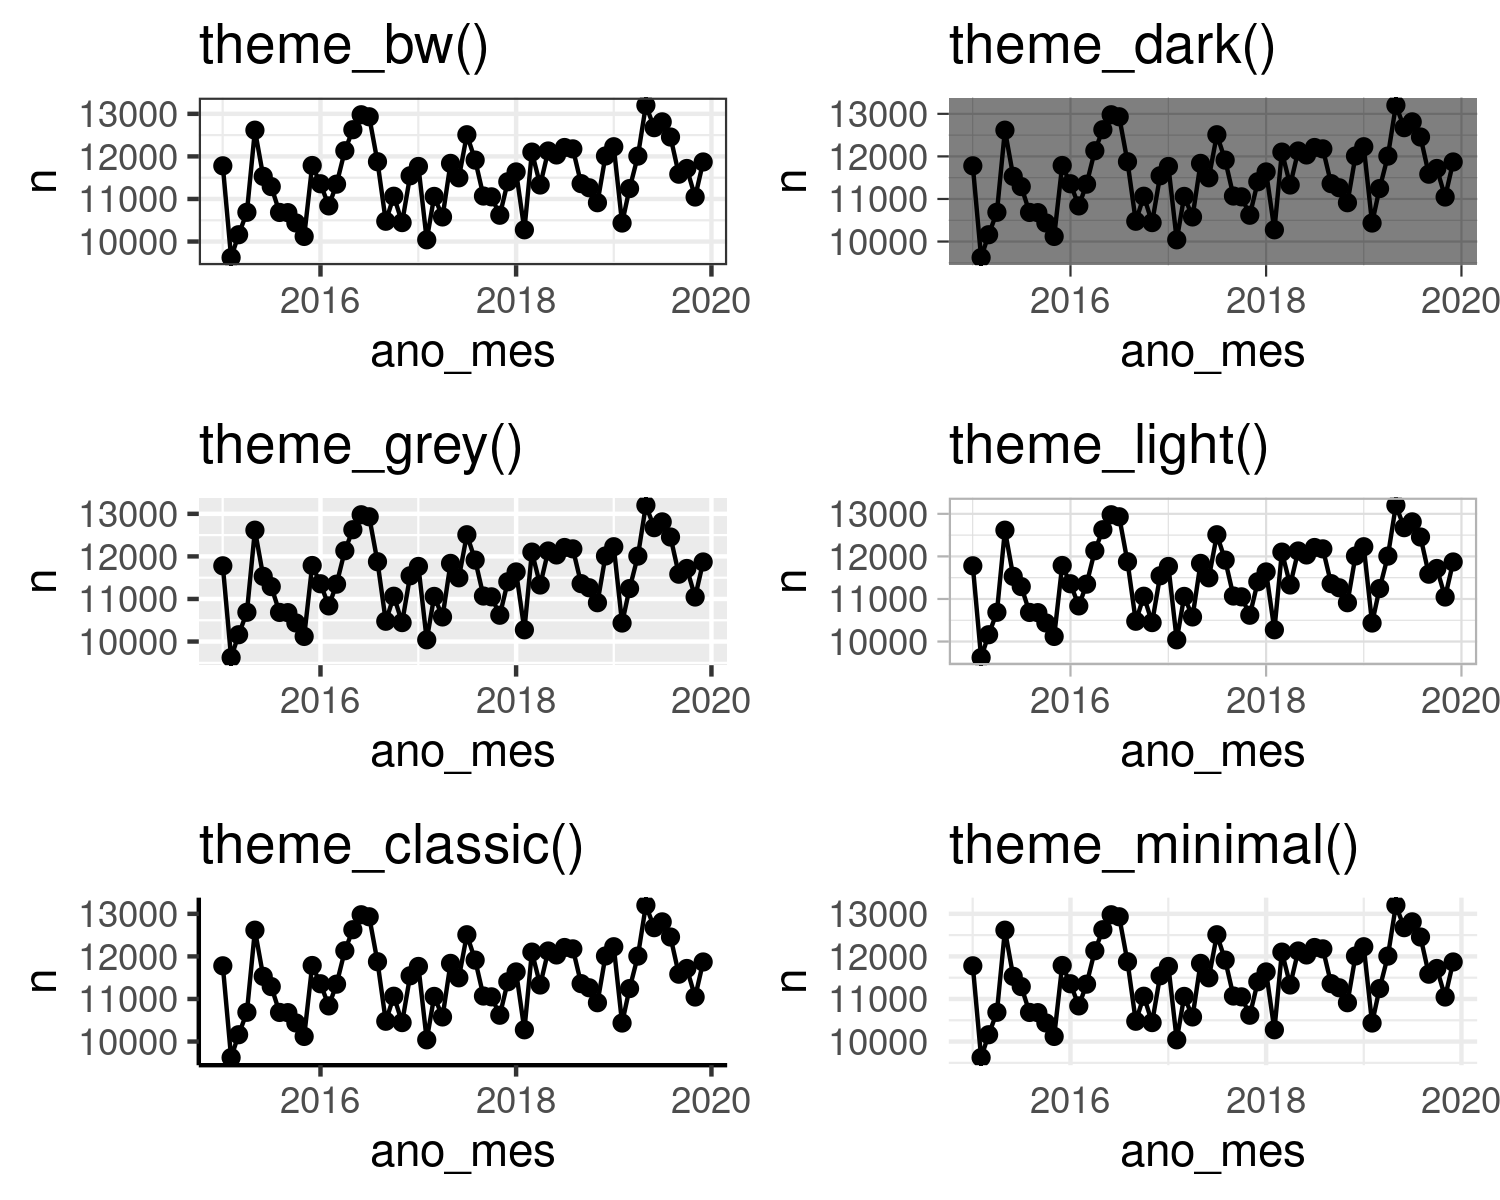 theme_bw()
13000
12000
11000
10000
n
2016 2018 2020
ano_mes
theme_dark()
13000
12000
11000
10000
n
2016 2018 2020
ano_mes
theme_grey()
13000
12000
11000
10000
n
2016 2018 2020
ano_mes
theme_light()
13000
12000
11000
10000
n
2016 2018 2020
ano_mes
theme_classic()
13000
12000
11000
10000
n
2016 2018 2020
ano_mes
theme_minimal()
13000
12000
11000
10000
n
2016 2018 2020
ano_mes